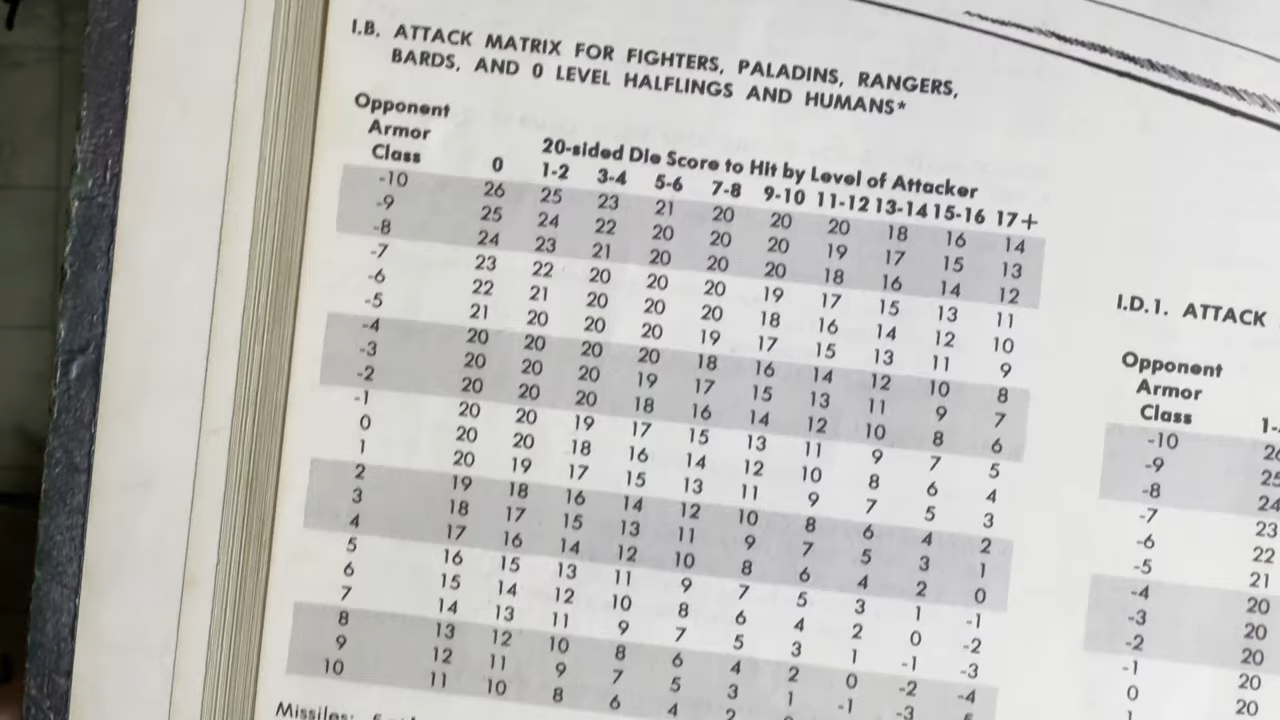 I.B. ATTACK MATRIX FOR FIGHTERS, PALADINS, RANGERS,
BARDS, AND 0 LEVEL HALFLINGS AND HUMANS*
Opponent
Armor
Class
20-sided Die Score to Hit by Level of Attacker
0 1-2 3-4 5-6 7-8 9-10 11-12 13-14 15-16 17+
-10 26 25 23 21 20 20 20 18 16 14
-9 25 24 22 20 20 20 19 17 15 13
-8 24 23 21 20 20 20 18 16 14 12
-7 23 22 20 20 20 19 17 15 13 11
-6 22 21 20 20 20 18 16 14 12 10
-5 21 20 20 20 19 17 15 13 11 9
-4 20 20 20 20 18 16 14 12 10 8
-3 20 20 20 19 17 15 13 11 9 7
-2 20 20 20 18 16 14 12 10 8 6
-1 20 20 19 17 15 13 11 9 7 5
0 20 20 18 16 14 12 10 8 6 4
1 20 19 17 15 13 11 9 7 5 3
2 19 18 16 14 12 10 8 6 4 2
3 18 17 15 13 11 9 7 5 3 1
4 17 16 14 12 10 8 6 4 2 0
5 16 15 13 11 9 7 5 3 1 -1
6 15 14 12 10 8 6 4 2 0 -2
7 14 13 11 9 7 5 3 1 -1 -3
8 13 12 10 8 6 4 2 0 -2 -4
9 12 11 9 7 5 3 1 -1 -3
10 11 10 8 6 4 2
Missiles:
I.D.1. ATTACK
Opponent
Armor
Class
-10
-9 25
-8 24
-7 23
-6 22
-5 21
-4 20
-3 20
-2 20
-1 20
0 20